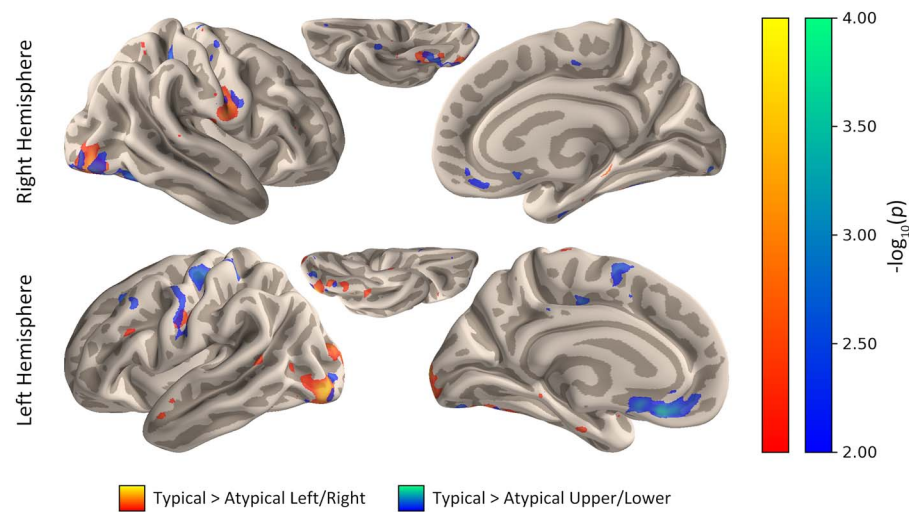 Right Hemisphere
Left Hemisphere
4.00
3.50
3.00
2.50
2.00
-log10(p)
Typical > Atypical Left/Right
Typical > Atypical Upper/Lower